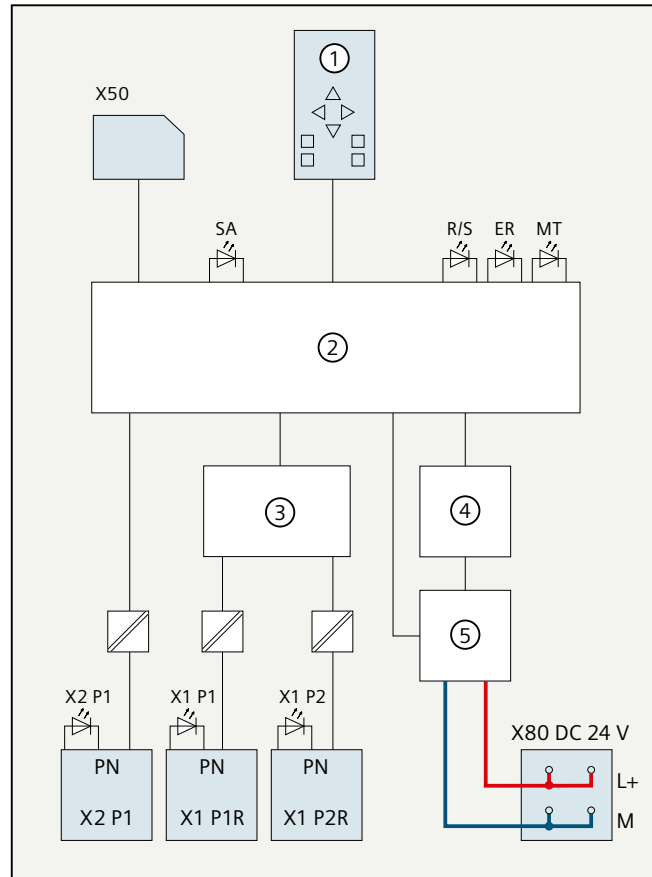 ①
X50
SA
R/S ER MT
②
③
④
⑤
X2 P1
X1 P1
X1 P2
X80 DC 24 V
PN
PN
PN
L+
X2 P1
X1 P1R
X1 P2R
M